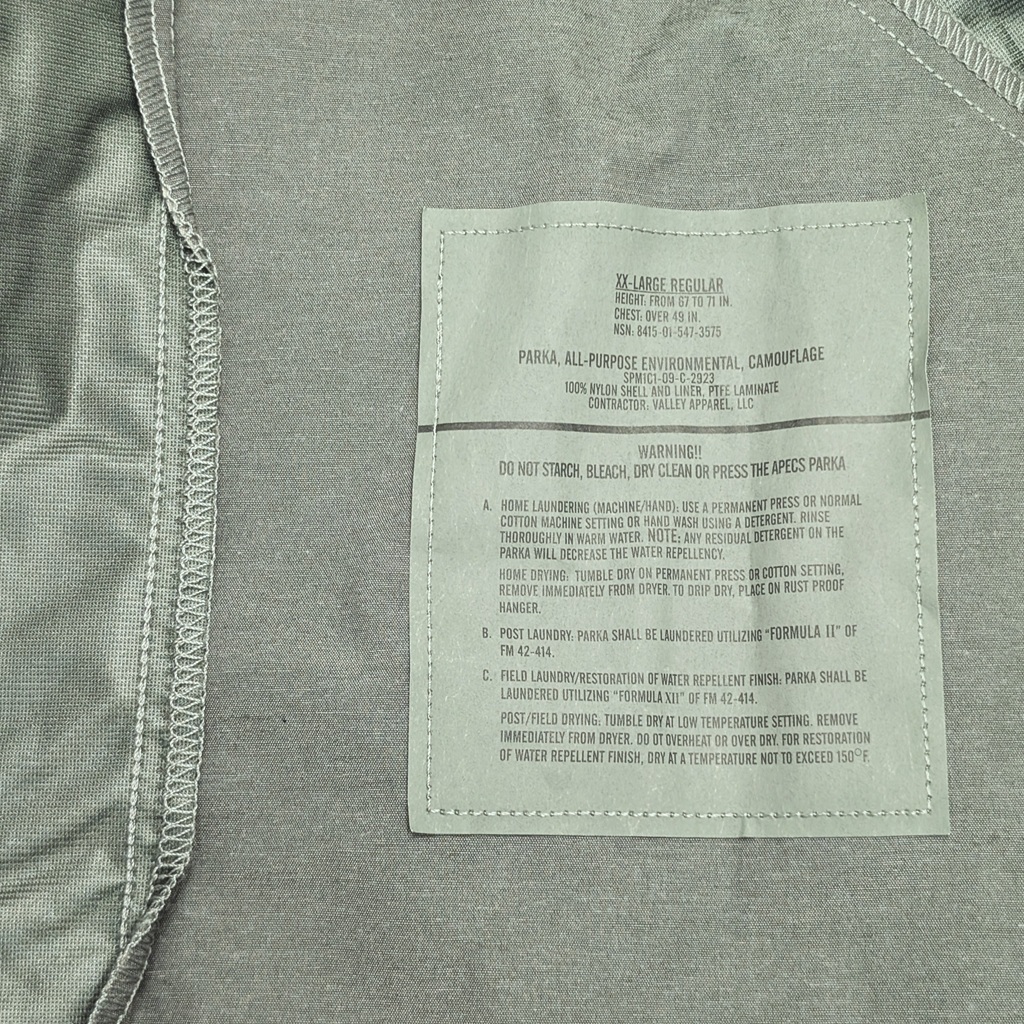 XX-LARGE REGULAR
HEIGHT: FROM 67 TO 71 IN.
CHEST: OVER 49 IN.
NSN: 8415-01-547-3575
PARKA, ALL-PURPOSE ENVIRONMENTAL, CAMOUFLAGE
SPM1C1-09-C-2923
100% NYLON SHELL AND LINER, PTFE LAMINATE
CONTRACTOR: VALLEY APPAREL, LLC
WARNING!!
DO NOT STARCH, BLEACH, DRY CLEAN OR PRESS THE APECS PARKA
A. HOME LAUNDERING (MACHINE/HAND): USE A PERMANENT PRESS OR NORMAL
COTTON MACHINE SETTING OR HAND WASH USING A DETERGENT. RINSE
THOROUGHLY IN WARM WATER. NOTE: ANY RESIDUAL DETERGENT ON THE
PARKA WILL DECREASE THE WATER REPELLENCY.
HOME DRYING: TUMBLE DRY ON PERMANENT PRESS OR COTTON SETTING,
REMOVE IMMEDIATELY FROM DRYER. TO DRIP DRY, PLACE ON RUST PROOF
HANGER.
B. POST LAUNDRY: PARKA SHALL BE LAUNDERED UTILIZING "FORMULA II" OF
FM 42-414.
C. FIELD LAUNDRY/RESTORATION OF WATER REPELLENT FINISH: PARKA SHALL BE
LAUNDERED UTILIZING "FORMULA XII" OF FM 42-414.
POST/FIELD DRYING: TUMBLE DRY AT LOW TEMPERATURE SETTING. REMOVE
IMMEDIATELY FROM DRYER. DO OT OVERHEAT OR OVER DRY. FOR RESTORATION
OF WATER REPELLENT FINISH, DRY AT A TEMPERATURE NOT TO EXCEED 150°F.